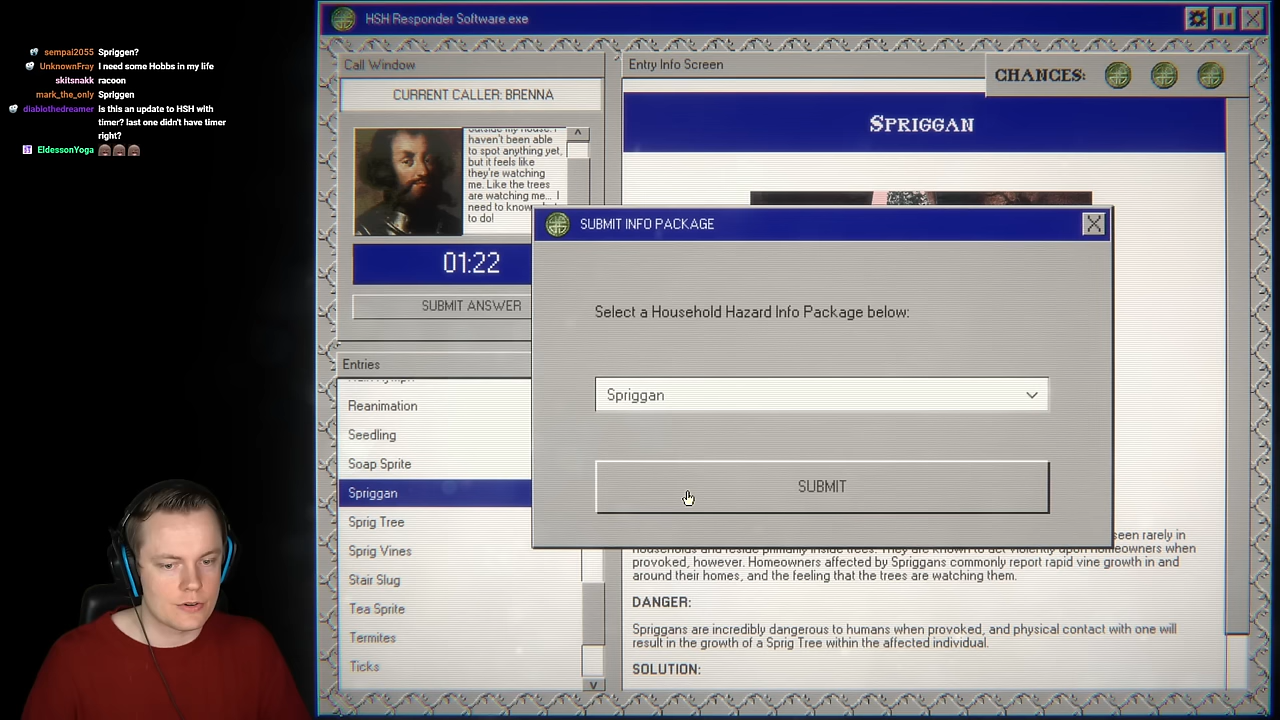 HSH Responder Software.exe
sempai2055 Spriggen?
UnknownFray I need some Hobbs in my life
skitsnakk racoon
mark_the_only Spriggen
diablothedreamer Is this an update to HSH with
timer? last one didn't have timer
right?
EldessonYoga
Call Window
CURRENT CALLER: BRENNA
outside my house. I
haven't been able
to spot anything yet,
but it feels like
they're watching
me. Like the trees
are watching me... I
need to know
to do!
01:22
SUBMIT ANSWER
Entries
Reanimation
Seedling
Soap Sprite
Spriggan
Sprig Tree
Sprig Vines
Stair Slug
Tea Sprite
Termites
Ticks
Entry Info Screen
CHANCES:
SPRIGGAN
SUBMIT INFO PACKAGE
Select a Household Hazard Info Package below:
Spriggan
SUBMIT
seen rarely in
households and reside primarily inside trees. They are known to act violently upon homeowners when
provoked, however. Homeowners affected by Spriggans commonly report rapid vine growth in and
around their homes, and the feeling that the trees are watching them.
DANGER:
Spriggans are incredibly dangerous to humans when provoked, and physical contact with one will
result in the growth of a Sprig Tree within the affected individual.
SOLUTION: